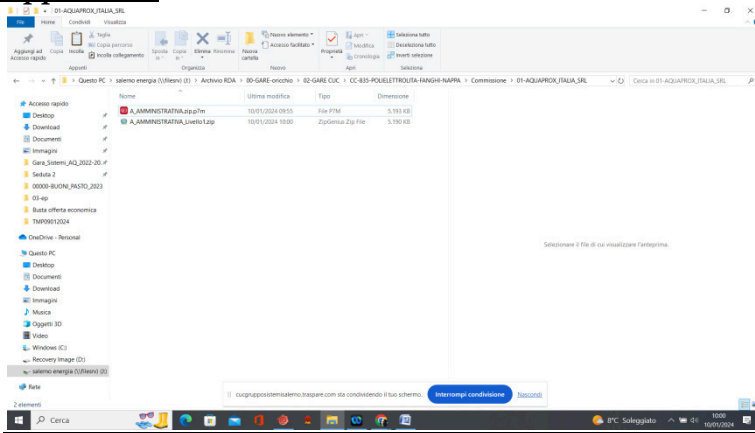 01-AQUAPROX_ITALIA_SRL
File Home Condividi Visualizza
Aggiungi ad Accesso rapido
Copia
Incolla
Taglia
Copia percorso
Incolla collegamento
Sposta in
Copia in
Elimina
Rinomina
Nuova cartella
Nuovo elemento
Accesso facilitato
Proprietà
Apri
Modifica
Cronologia
Seleziona tutto
Deseleziona tutto
Inverti selezione
Appunti Organizza Nuovo Apri Seleziona
Questo PC > salerno energia (\\filesrv) (J:) > Archivio RDA > 00-GARE-oricchio > 02-GARE CUC > CC-835-POLIELETTROLITA-FANGHI-NAPPA > Commissione > 01-AQUAPROX_ITALIA_SRL
Cerca in 01-AQUAPROX_ITALIA_SRL
Nome Ultima modifica Tipo Dimensione
A_AMMINISTRATIVA.zip.p7m 10/01/2024 09:55 File P7M 5.193 KB
A_AMMINISTRATIVA_Livello1.zip 10/01/2024 10:00 ZipGenius Zip File 5.190 KB
Accesso rapido
Desktop
Download
Documenti
Immagini
Gara_Sistemi_AQ_2022-20
Seduta 2
00000-BUONI_PASTO_2023
03-ep
Busta offerta economica
TMP09012024
OneDrive - Personal
Questo PC
Desktop
Documenti
Download
Immagini
Musica
Oggetti 3D
Video
Windows (C:)
Recovery Image (D:)
salerno energia (\\filesrv) (J:)
Rete
Selezionare il file di cui visualizzare l'anteprima.
2 elementi
cucgrupposistemisalerno.traspare.com sta condividendo il tuo schermo.
Interrompi condivisione
Nascondi
Cerca
8°C Soleggiato
10:00
10/01/2024